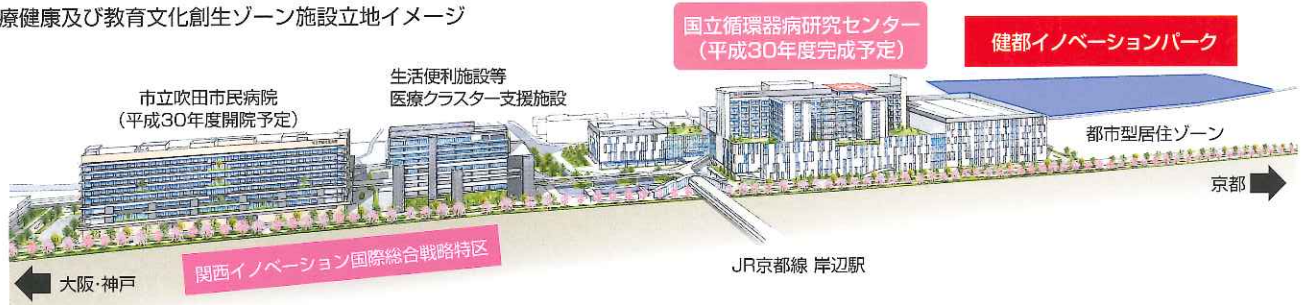 療健康及び教育文化創生ゾーン施設立地イメージ
国立循環器病研究センター
(平成30年度完成予定)
健都イノベーションパーク
生活便利施設等
医療クラスター支援施設
市立吹田市民病院
(平成30年度開院予定)
都市型居住ゾーン
京都
関西イノベーション国際総合戦略特区
JR京都線 岸辺駅
大阪・神戸